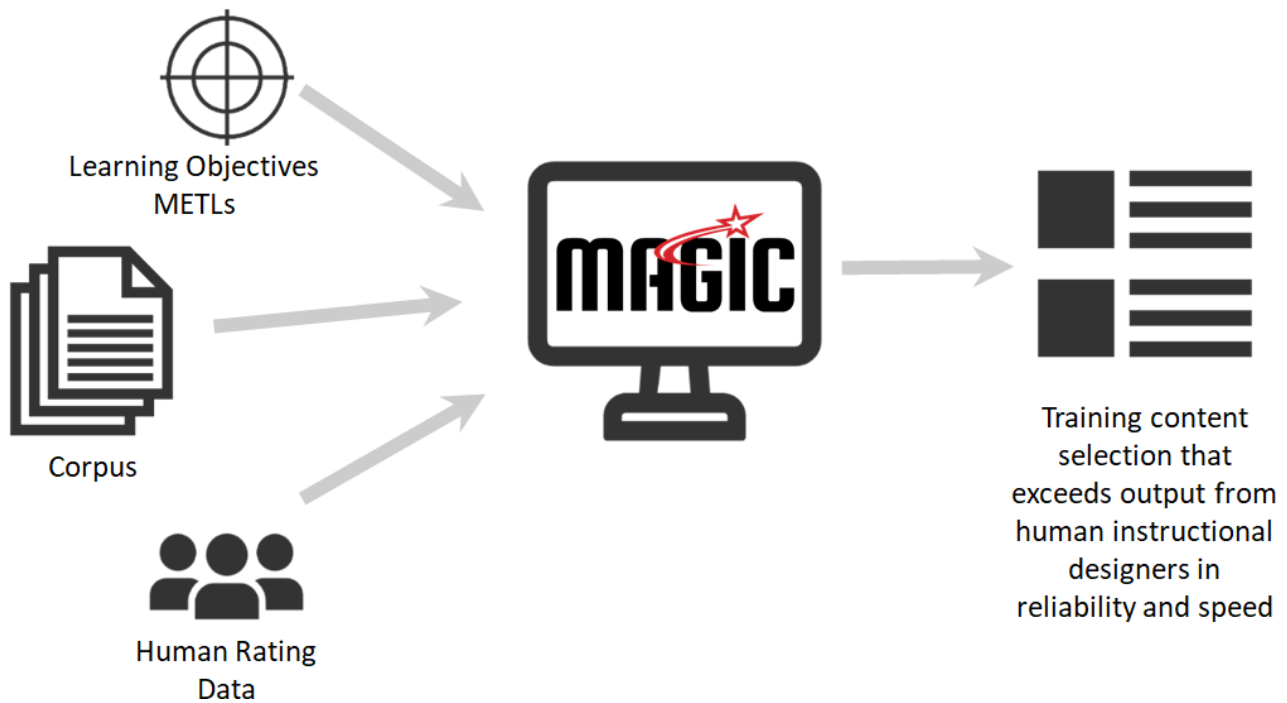 Learning Objectives
METLs
Corpus
Human Rating
Data
MAGIC
Training content
selection that
exceeds output from
human instructional
designers in
reliability and speed